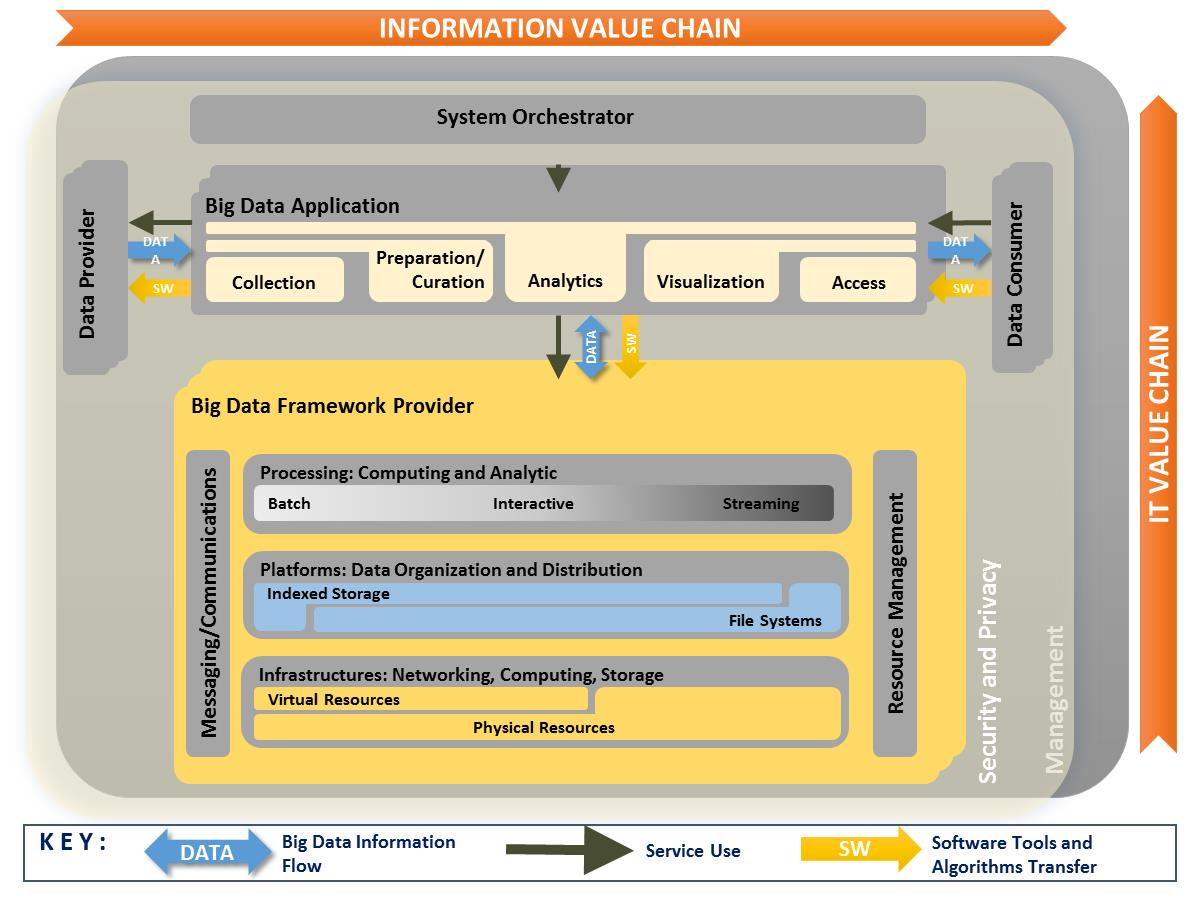 INFORMATION VALUE CHAIN
System Orchestrator
Big Data Application
Data Provider
DAT
A
SW
Collection
Preparation/
Curation
Analytics
Visualization
Access
DAT
A
SW
Data Consumer
DATA
SW
IT VALUE CHAIN
Big Data Framework Provider
Messaging/Communications
Processing: Computing and Analytic
Batch Interactive Streaming
Platforms: Data Organization and Distribution
Indexed Storage
File Systems
Infrastructures: Networking, Computing, Storage
Virtual Resources
Physical Resources
Resource Management
Security and Privacy
Management
KEY:
DATA
Big Data Information
Flow
Service Use
SW
Software Tools and
Algorithms Transfer